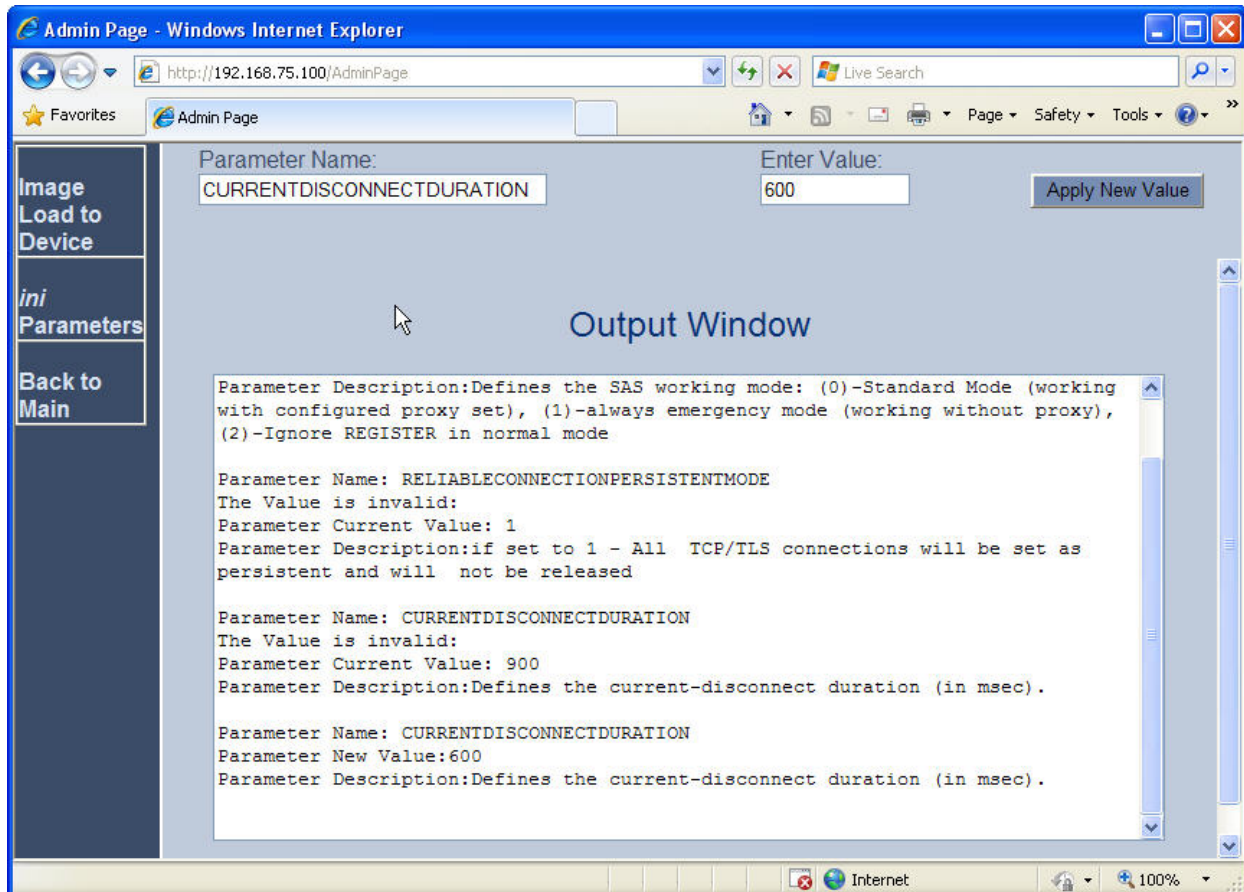 Admin Page - Windows Internet Explorer
http://192.168.75.100/AdminPage
Live Search
Favorites
Admin Page
Page
Safety
Tools
»
Image
Load to
Device
ini
Parameters
Back to
Main
Parameter Name:
Enter Value:
CURRENTDISCONNECTDURATION
600
Apply New Value
Output Window
Parameter Description:Defines the SAS working mode: (0)-Standard Mode (working
with configured proxy set), (1)-always emergency mode (working without proxy),
(2)-Ignore REGISTER in normal mode
Parameter Name: RELIABLECONNECTIONPERSISTENTMODE
The Value is invalid:
Parameter Current Value: 1
Parameter Description:if set to 1 - All  TCP/TLS connections will be set as
persistent and will  not be released
Parameter Name: CURRENTDISCONNECTDURATION
The Value is invalid:
Parameter Current Value: 900
Parameter Description:Defines the current-disconnect duration (in msec).
Parameter Name: CURRENTDISCONNECTDURATION
Parameter New Value:600
Parameter Description:Defines the current-disconnect duration (in msec).
Internet
100%